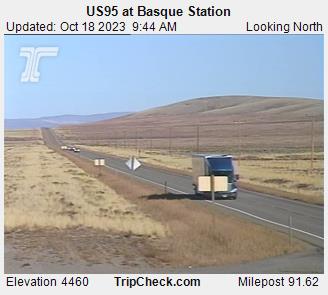 US95 at Basque Station
Updated: Oct 18 2023 9:44 AM Looking North
Elevation 4460 TripCheck.com Milepost 91.62